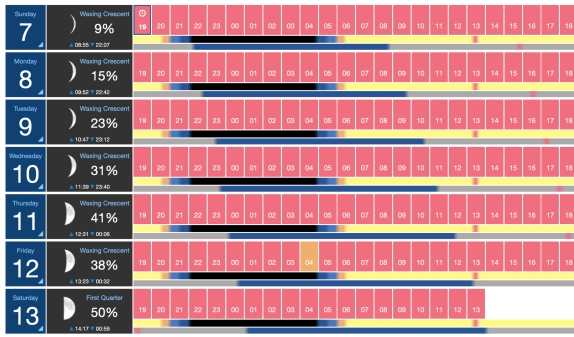 Sunday
7
Waxing Crescent
9%
▲ 08:55 ▼ 22:07
19 20 21 22 23 00 01 02 03 04 05 06 07 08 09 10 11 12 13 14 15 16 17 18
Monday
8
Waxing Crescent
15%
▲ 09:52 ▼ 22:42
19 20 21 22 23 00 01 02 03 04 05 06 07 08 09 10 11 12 13 14 15 16 17 18
Tuesday
9
Waxing Crescent
23%
▲ 10:47 ▼ 23:12
19 20 21 22 23 00 01 02 03 04 05 06 07 08 09 10 11 12 13 14 15 16 17 18
Wednesday
10
Waxing Crescent
31%
▲ 11:39 ▼ 23:40
19 20 21 22 23 00 01 02 03 04 05 06 07 08 09 10 11 12 13 14 15 16 17 18
Thursday
11
Waxing Crescent
41%
▲ 12:31 ▼ 00:06
19 20 21 22 23 00 01 02 03 04 05 06 07 08 09 10 11 12 13 14 15 16 17 18
Friday
12
Waxing Crescent
38%
▲ 13:23 ▼ 00:32
19 20 21 22 23 00 01 02 03 04 05 06 07 08 09 10 11 12 13 14 15 16 17 18
Saturday
13
First Quarter
50%
▲ 14:17 ▼ 00:59
19 20 21 22 23 00 01 02 03 04 05 06 07 08 09 10 11 12 13